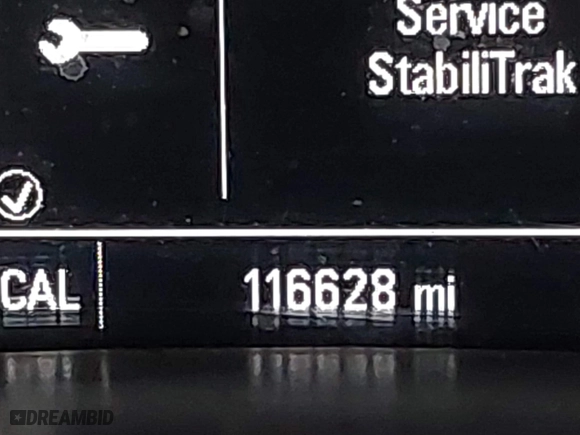 Service
StabiliTrak
CAL
116628 mi
DREAMBID